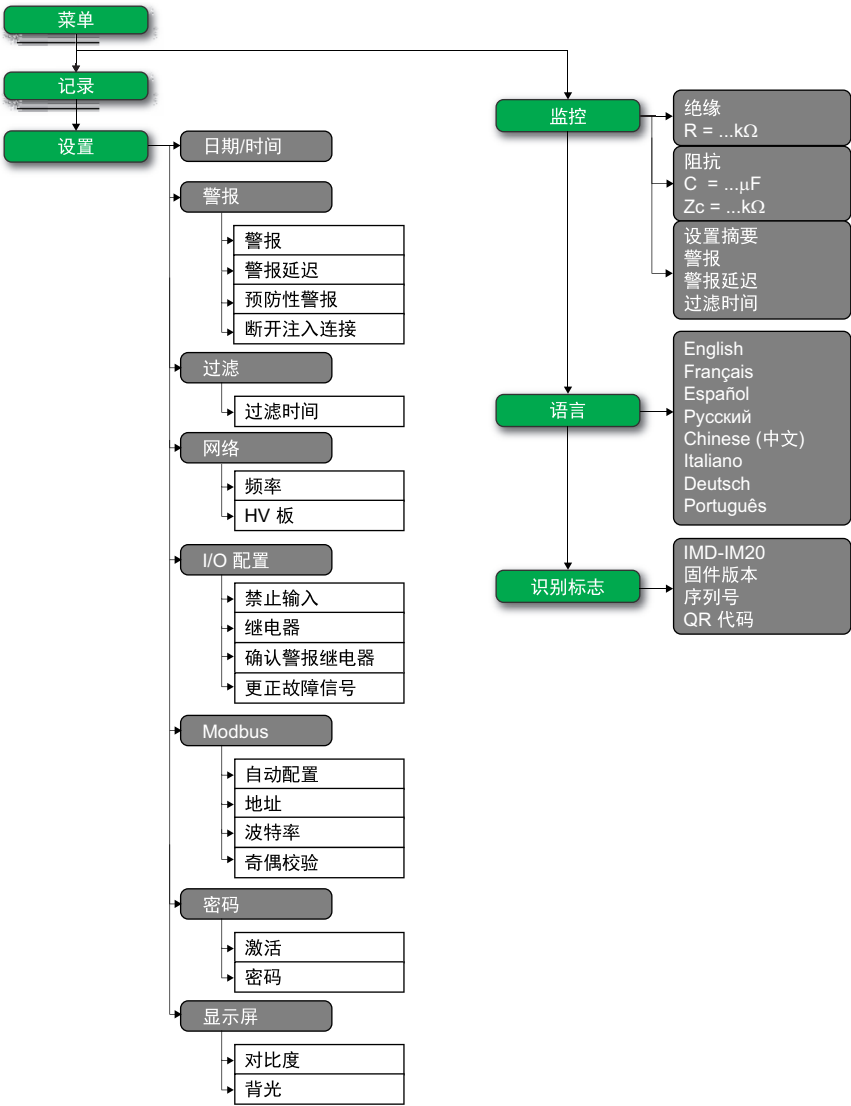 菜单
记录
设置
日期/时间
警报
警报
警报延迟
预防性警报
断开注入连接
过滤
过滤时间
网络
频率
HV 板
I/O 配置
禁止输入
继电器
确认警报继电器
更正故障信号
Modbus
自动配置
地址
波特率
奇偶校验
密码
激活
密码
显示屏
对比度
背光
监控
绝缘
R = ...kΩ
阻抗
C = ...μF
Zc = ...kΩ
设置摘要
警报
警报延迟
过滤时间
语言
English
Français
Español
Русский
Chinese (中文)
Italiano
Deutsch
Português
识别标志
IMD-IM20
固件版本
序列号
QR 代码